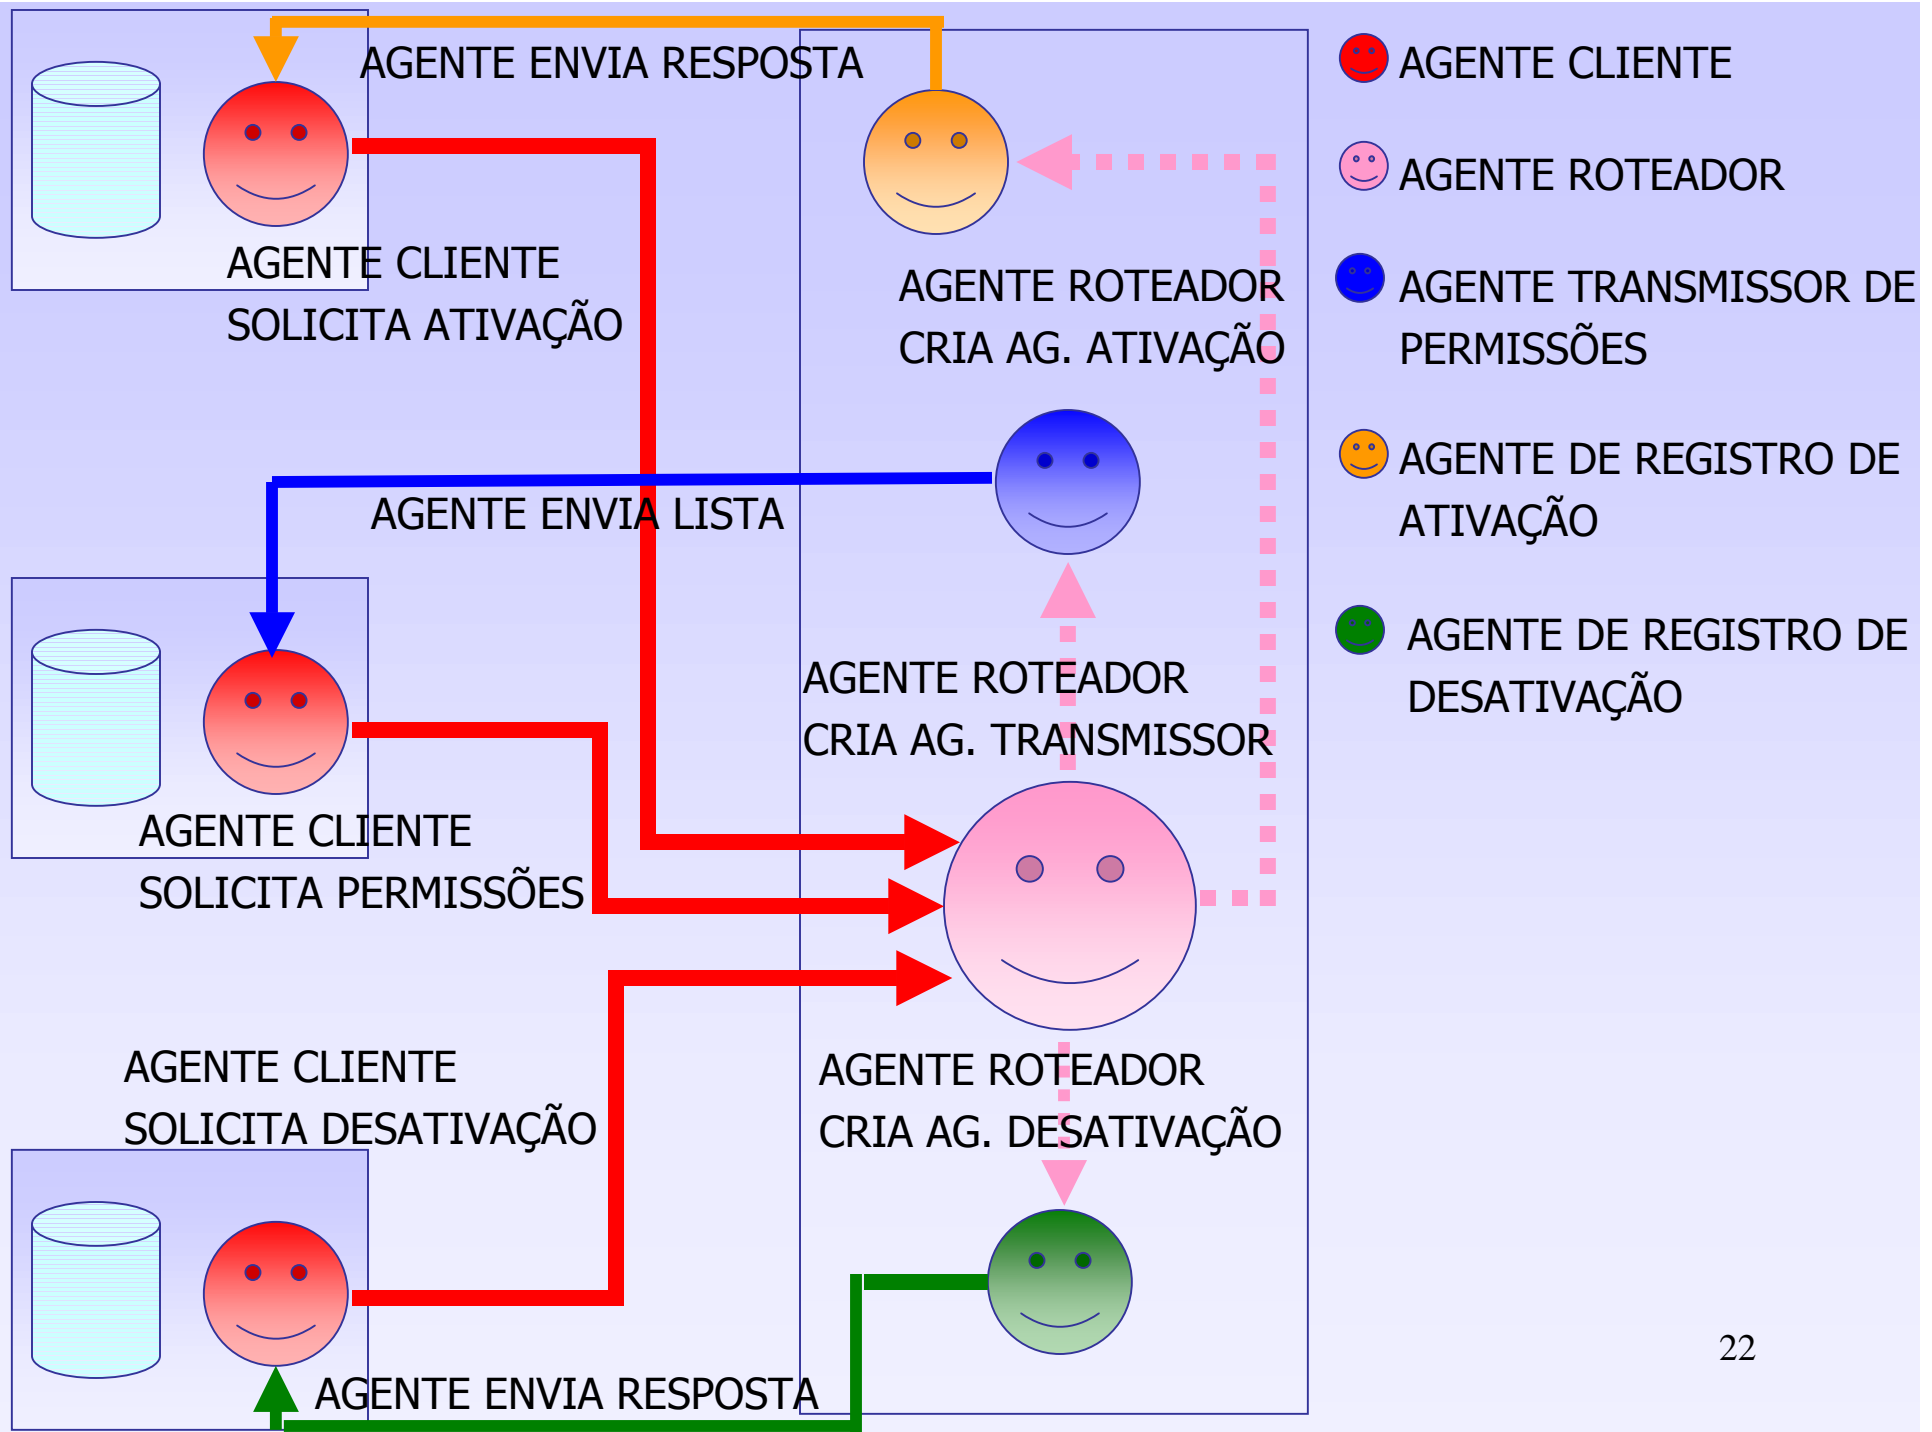 AGENTE ENVIA RESPOSTA
AGENTE CLIENTE
SOLICITA ATIVAÇÃO
AGENTE ROTEADOR
CRIA AG. ATIVAÇÃO
AGENTE ENVIA LISTA
AGENTE ROTEADOR
CRIA AG. TRANSMISSOR
AGENTE CLIENTE
SOLICITA PERMISSÕES
AGENTE CLIENTE
SOLICITA DESATIVAÇÃO
AGENTE ROTEADOR
CRIA AG. DESATIVAÇÃO
AGENTE ENVIA RESPOSTA
AGENTE CLIENTE
AGENTE ROTEADOR
AGENTE TRANSMISSOR DE
PERMISSÕES
AGENTE DE REGISTRO DE
ATIVAÇÃO
AGENTE DE REGISTRO DE
DESATIVAÇÃO
22